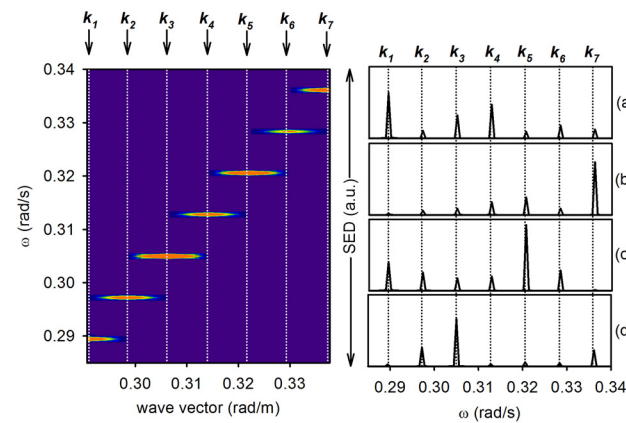 k1 k2 k3 k4 k5 k6 k7
0.34
0.33
0.32
0.31
0.30
0.29
ω (rad/s)
0.30 0.31 0.32 0.33
wave vector (rad/m)
k1 k2 k3 k4 k5 k6 k7
(a
(b
(c
(d
SED (a.u.)
0.29 0.30 0.31 0.32 0.33 0.34
ω (rad/s)